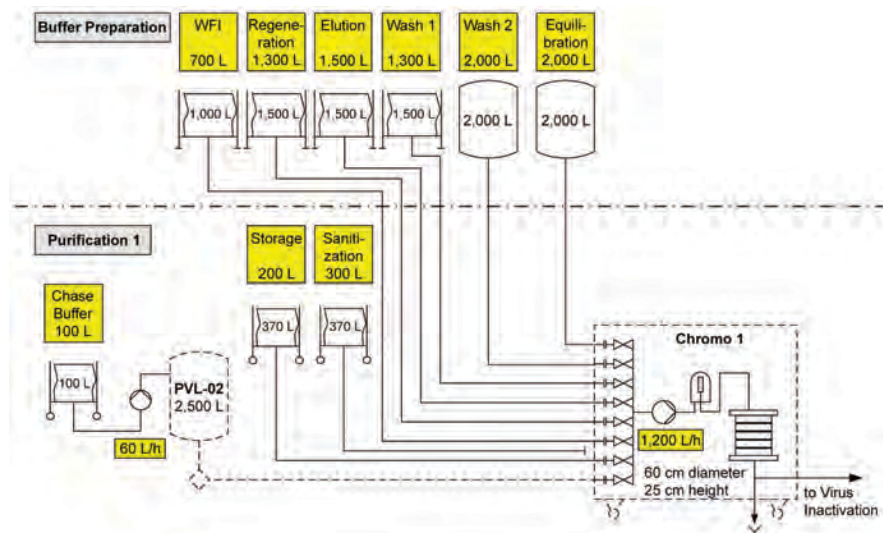 Buffer Preparation
WFI
700 L
Regene-
ration
1,300 L
Elution
1,500 L
Wash 1
1,300 L
Wash 2
2,000 L
Equili-
bration
2,000 L
1,000 L
1,500 L
1,500 L
1,500 L
2,000 L
2,000 L
Purification 1
Storage
200 L
Saniti-
zation
300 L
Chase
Buffer
100 L
370 L
370 L
100 L
PVL-02
2,500 L
60 L/h
Chromo 1
1,200 L/h
60 cm diameter
25 cm height
to Virus
Inactivation